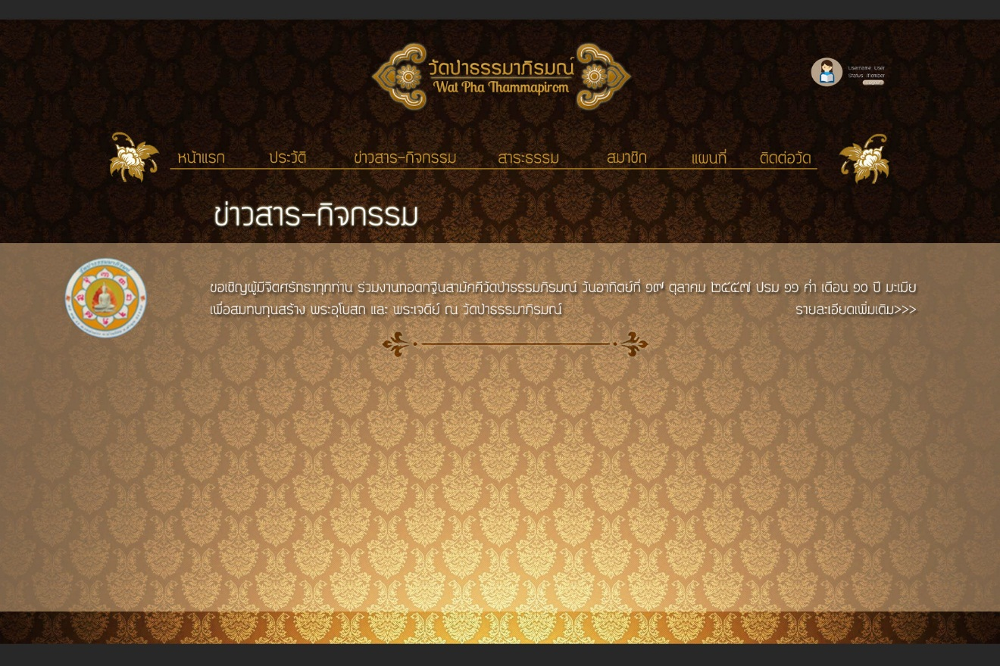 วัดป่าธรรมาภิรมณ์
Wat Pha Thammapirom
Username User
Status Member
หน้าแรก ประวัติ ข่าวสาร-กิจกรรม สาระธรรม สมาชิก แผนที่ ติดต่อวัด
ข่าวสาร-กิจกรรม
ขอเชิญผู้มีจิตศรัทธาทุกท่าน ร่วมงานทอดกฐินสามัคคีวัดป่าธรรมภิรมณ์ วันอาทิตย์ที่ ๑๙ ตุลาคม ๒๕๕๗ ปรม ๑๑ ค่ำ เดือน ๑๐ ปี มะเมีย
เพื่อสมทบทุนสร้าง พระอุโบสถ และ พระเจดีย์ ณ วัดป่าธรรมาภิรมณ์ รายละเอียดเพิ่มเติม>>>